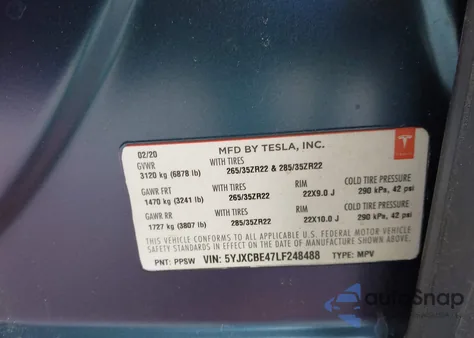 02/20 MFD BY TESLA, INC.
GVWR WITH TIRES
3120 kg (6878 lb) 265/35ZR22 & 285/35ZR22
GAWR FRT WITH TIRES RIM COLD TIRE PRESSURE
1470 kg (3241 lb) 265/35ZR22 22X9.0 J 290 kPa, 42 psi
GAWR RR WITH TIRES RIM COLD TIRE PRESSURE
1727 kg (3807 lb) 285/35ZR22 22X10.0 J 290 kPa, 42 psi
THIS VEHICLE CONFORMS TO ALL APPLICABLE U.S. FEDERAL MOTOR VEHICLE
SAFETY STANDARDS IN EFFECT ON THE DATE OF MANUFACTURE SHOWN ABOVE.
PNT: PPSW VIN: 5YJXCBE47LF248488 TYPE: MPV
TESLA
autoSnap